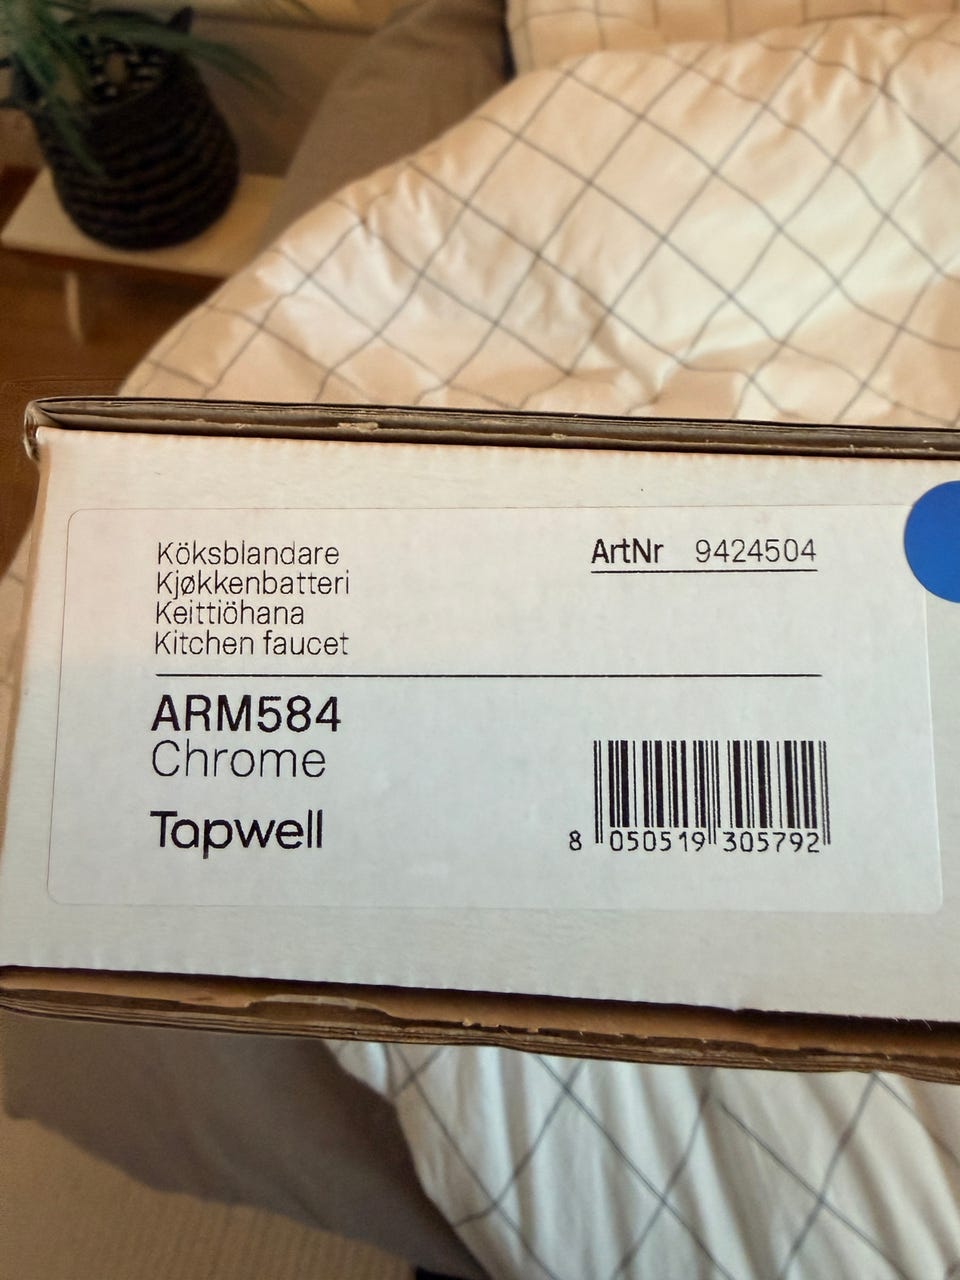 Köksblandare
Kjøkkenbatteri
Keittiöhana
Kitchen faucet
ArtNr 9424504
ARM584
Chrome
Tapwell
8 050519 305792